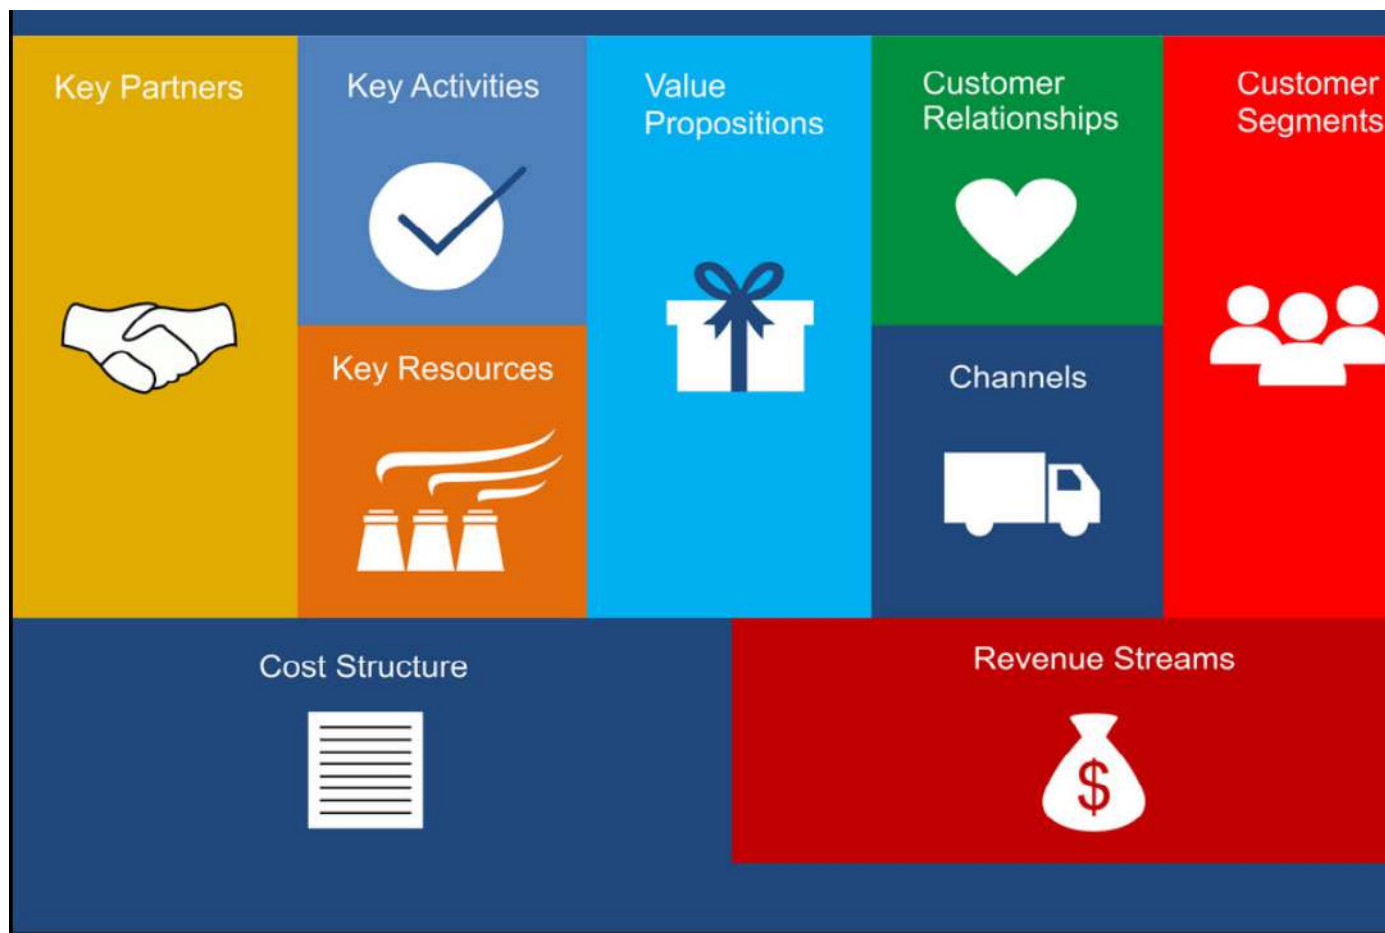 Key Partners
Key Activities
Value
Propositions
Customer
Relationships
Customer
Segments
Key Resources
Channels
Cost Structure
Revenue Streams
$